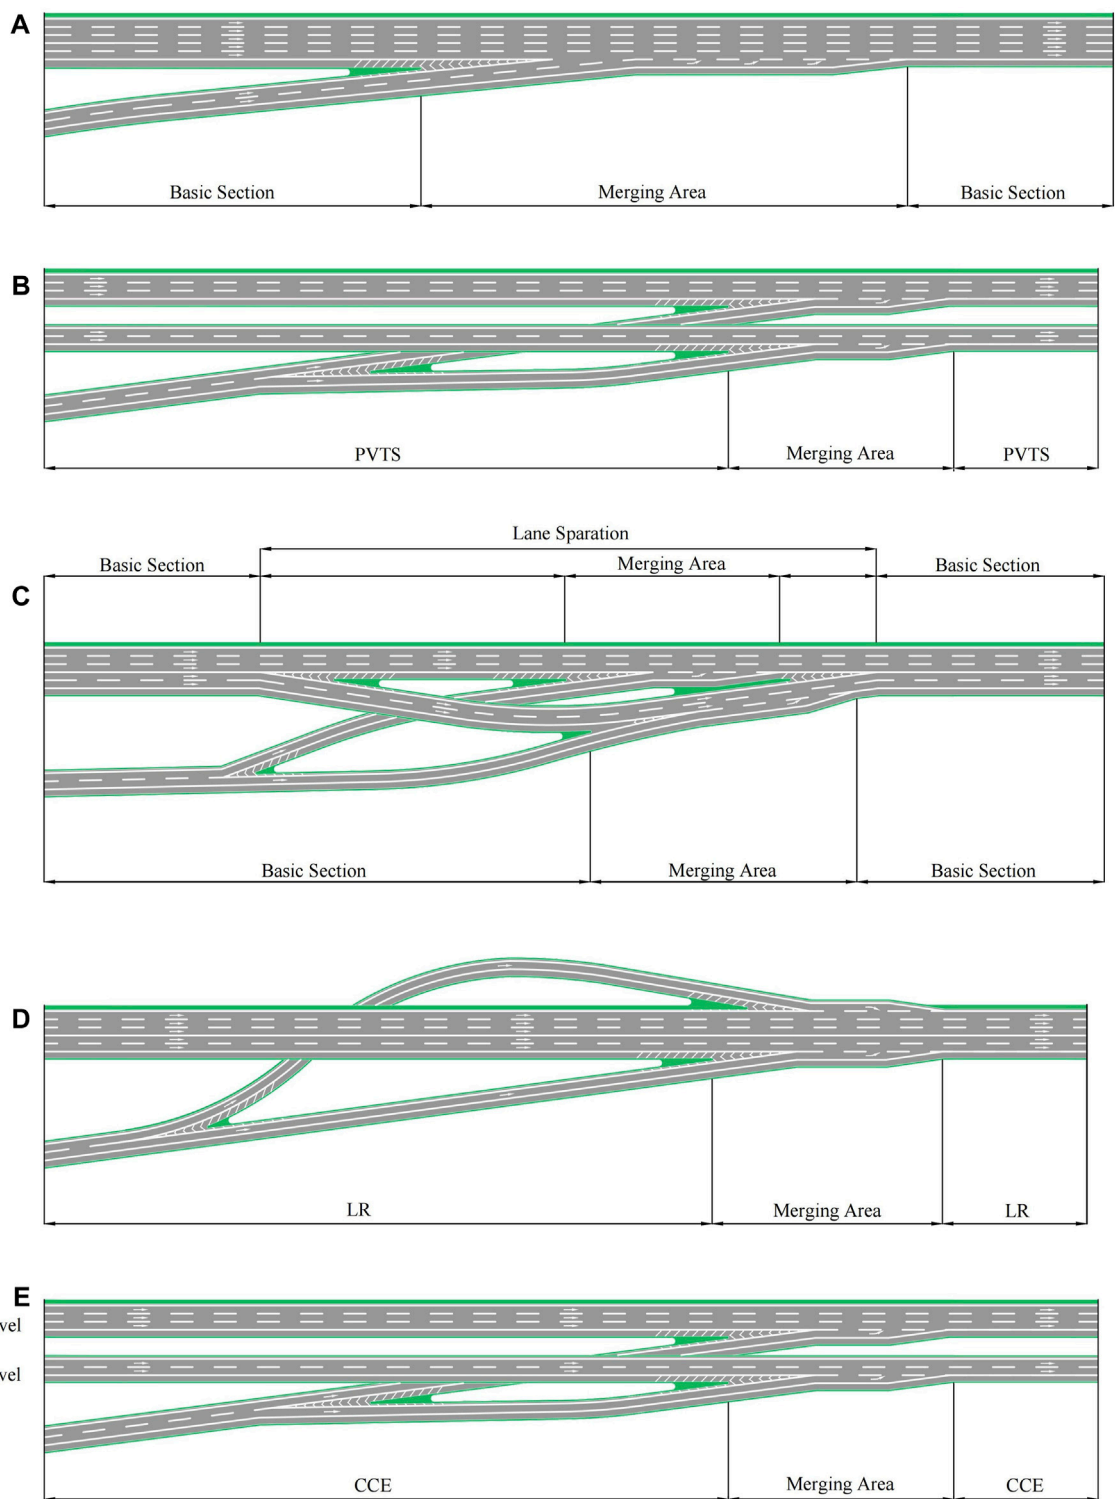 A
Basic Section
Merging Area
Basic Section
B
PVTS
Merging Area
PVTS
Lane Sparation
Basic Section
Merging Area
Basic Section
C
Basic Section
Merging Area
Basic Section
D
LR
Merging Area
LR
E
vel
vel
CCE
Merging Area
CCE